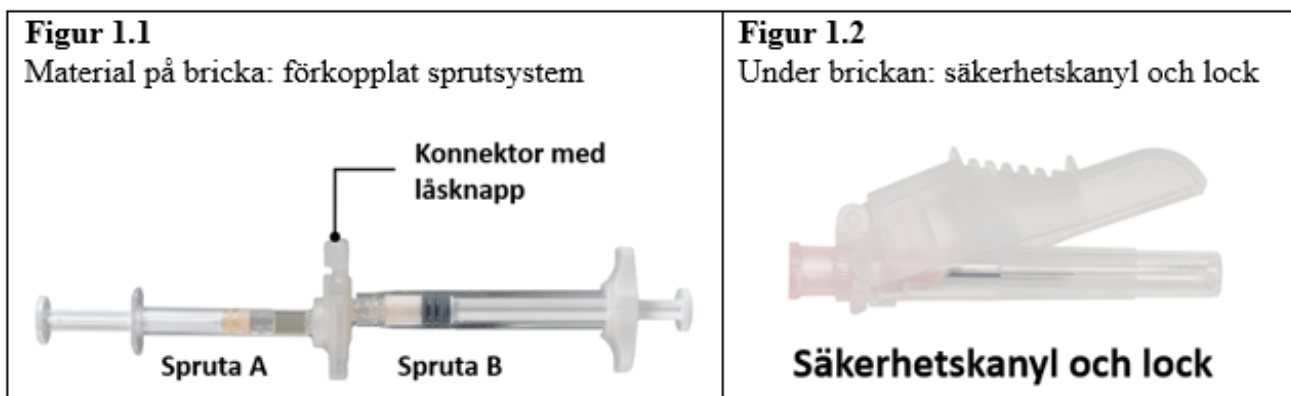 Figur 1.1
Material på bricka: förkopplat sprutsystem
Konnektor med
låsknapp
Spruta A
Spruta B
Figur 1.2
Under brickan: säkerhetskanyl och lock
Säkerhetskanyl och lock